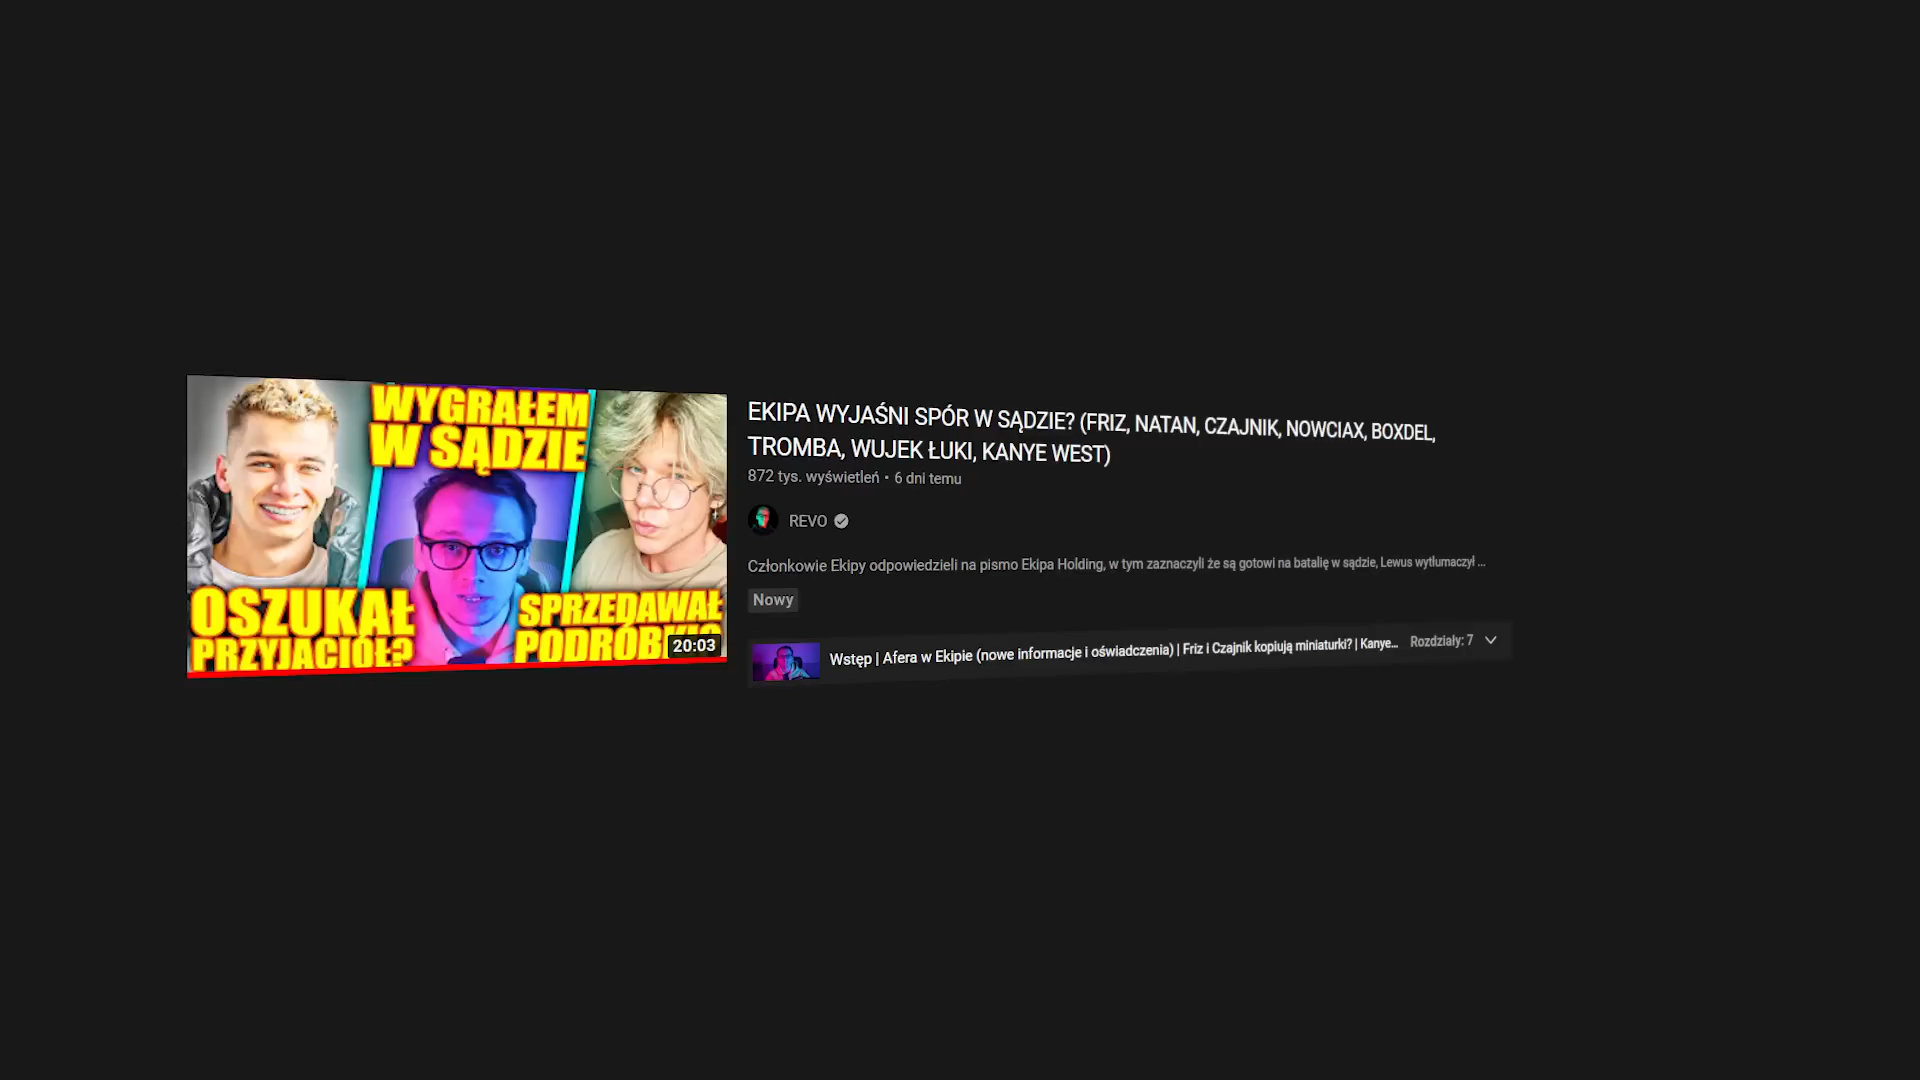 WYGRAŁEM
W SĄDZIE
OSZUKAŁ
PRZYJACIÓŁ?
SPRZEDAWAŁ
20:03
EKIPA WYJAŚNI SPÓR W SĄDZIE? (FRIZ, NATAN, CZAJNIK, NOWCIAX, BOXDEL,
TROMBA, WUJEK ŁUKI, KANYE WEST)
872 tys. wyświetleń • 6 dni temu
REVO
Członkowie Ekipy odpowiedzieli na pismo Ekipa Holding, w tym zaznaczyli że są gotowi na batalię w sądzie, Lewus wytłumaczył ...
Nowy
Wstęp | Afera w Ekipie (nowe informacje i oświadczenia) | Friz i Czajnik kopiują miniaturki? | Kanye... Rozdziały: 7